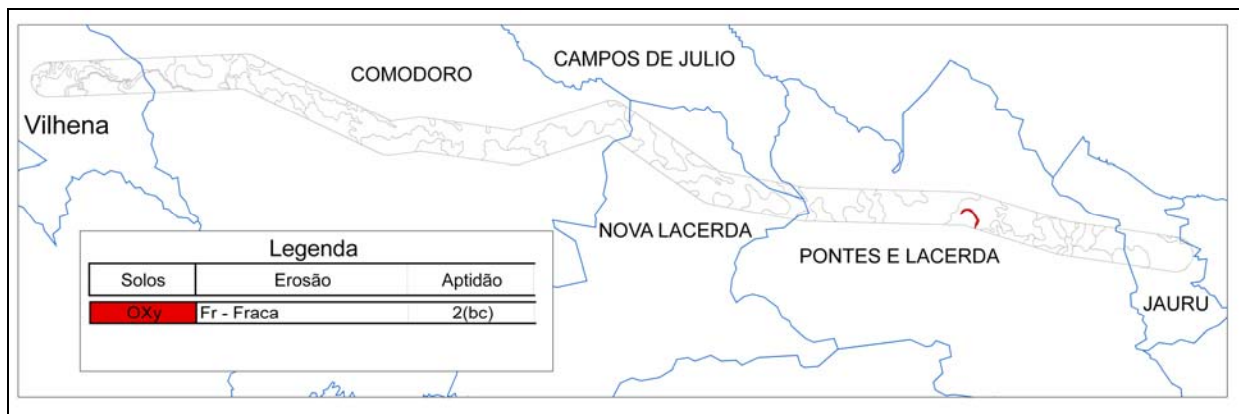 CAMPOS DE JULIO
COMODORO
Vilhena
NOVA LACERDA
PONTES E LACERDA
JAURU
Legenda
Solos Erosão Aptidão
OXy Fr - Fraca 2(bc)